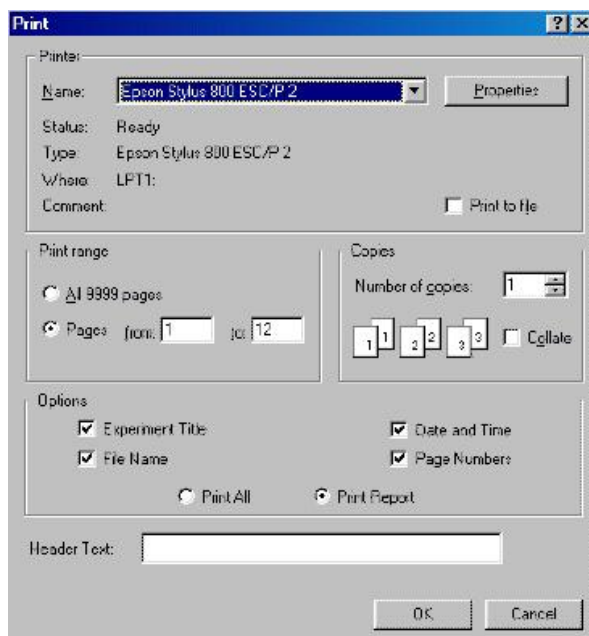 Print
Printer
Name: Epson Stylus 800 ESC/P 2 Properties
Status: Ready
Type: Epson Stylus 800 ESC/P 2
Where: LPT1:
Comment: Print to file
Print range
All 9999 pages
Pages from: 1 to: 12
Copies
Number of copies: 1
1 1 2 2 3 3 Collate
Options
Experiment Title Date and Time
File Name Page Numbers
Print All Print Report
Header Text:
OK Cancel